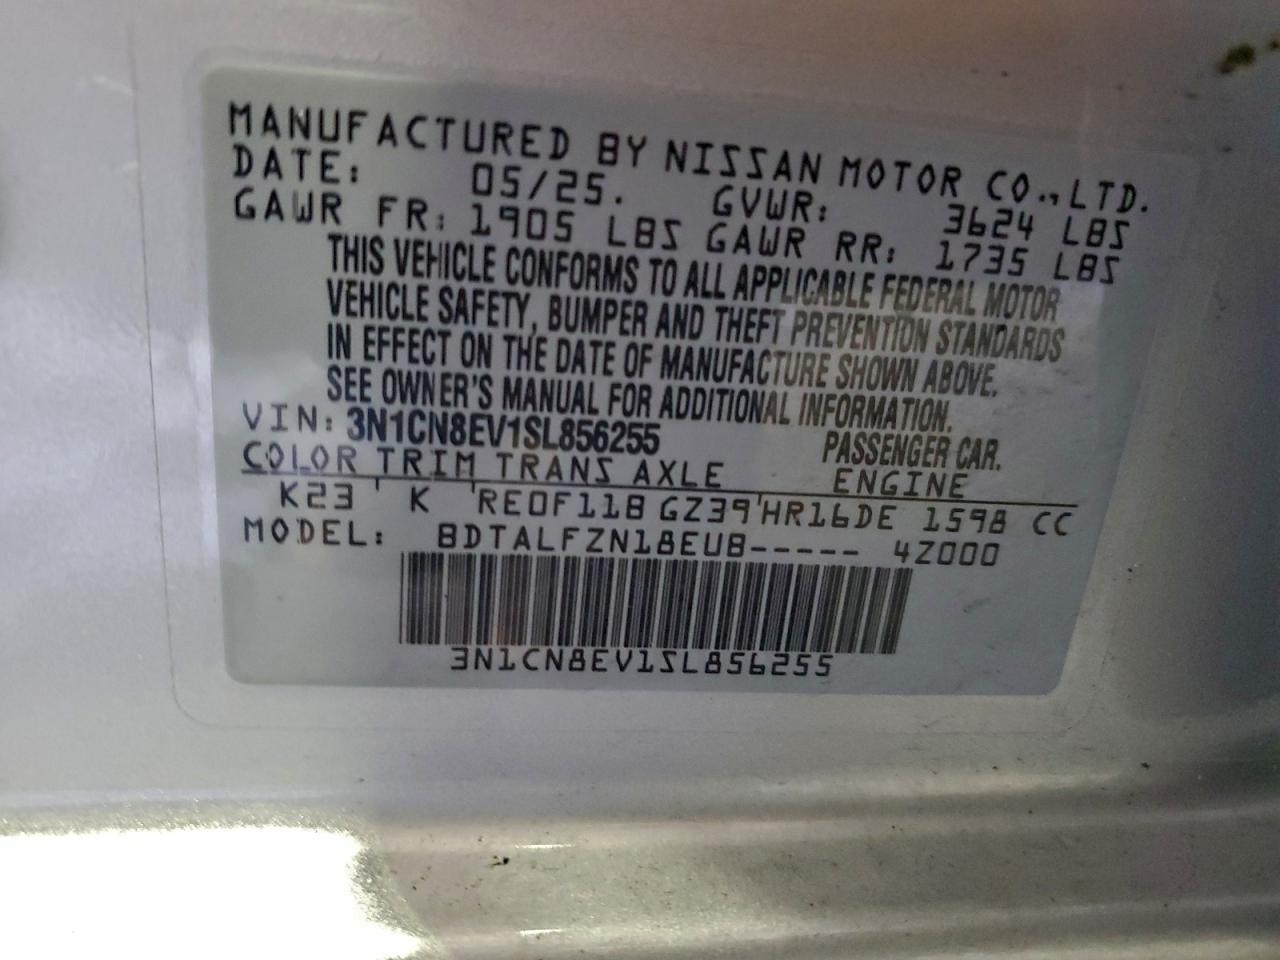 MANUFACTURED BY NISSAN MOTOR CO., LTD.
DATE: 05/25. GVWR: 3624 LBS
GAWR FR: 1905 LBS GAWR RR: 1735 LBS
THIS VEHICLE CONFORMS TO ALL APPLICABLE FEDERAL MOTOR
VEHICLE SAFETY, BUMPER AND THEFT PREVENTION STANDARDS
IN EFFECT ON THE DATE OF MANUFACTURE SHOWN ABOVE.
SEE OWNER'S MANUAL FOR ADDITIONAL INFORMATION.
VIN: 3N1CN8EV1SL856255 PASSENGER CAR.
COLOR TRIM TRANS AXLE ENGINE
K23 K RE0F11B GZ39 HR16DE 1598 CC
MODEL: BDTALFZN18EUB----- 4Z000
3N1CN8EV1SL856255